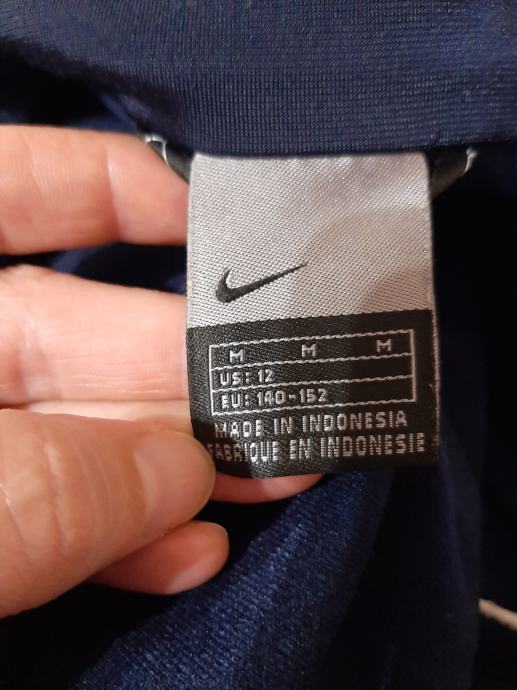 M M M
US: 12
EU: 140-152
MADE IN INDONESIA
FABRIQUE EN INDONESIE